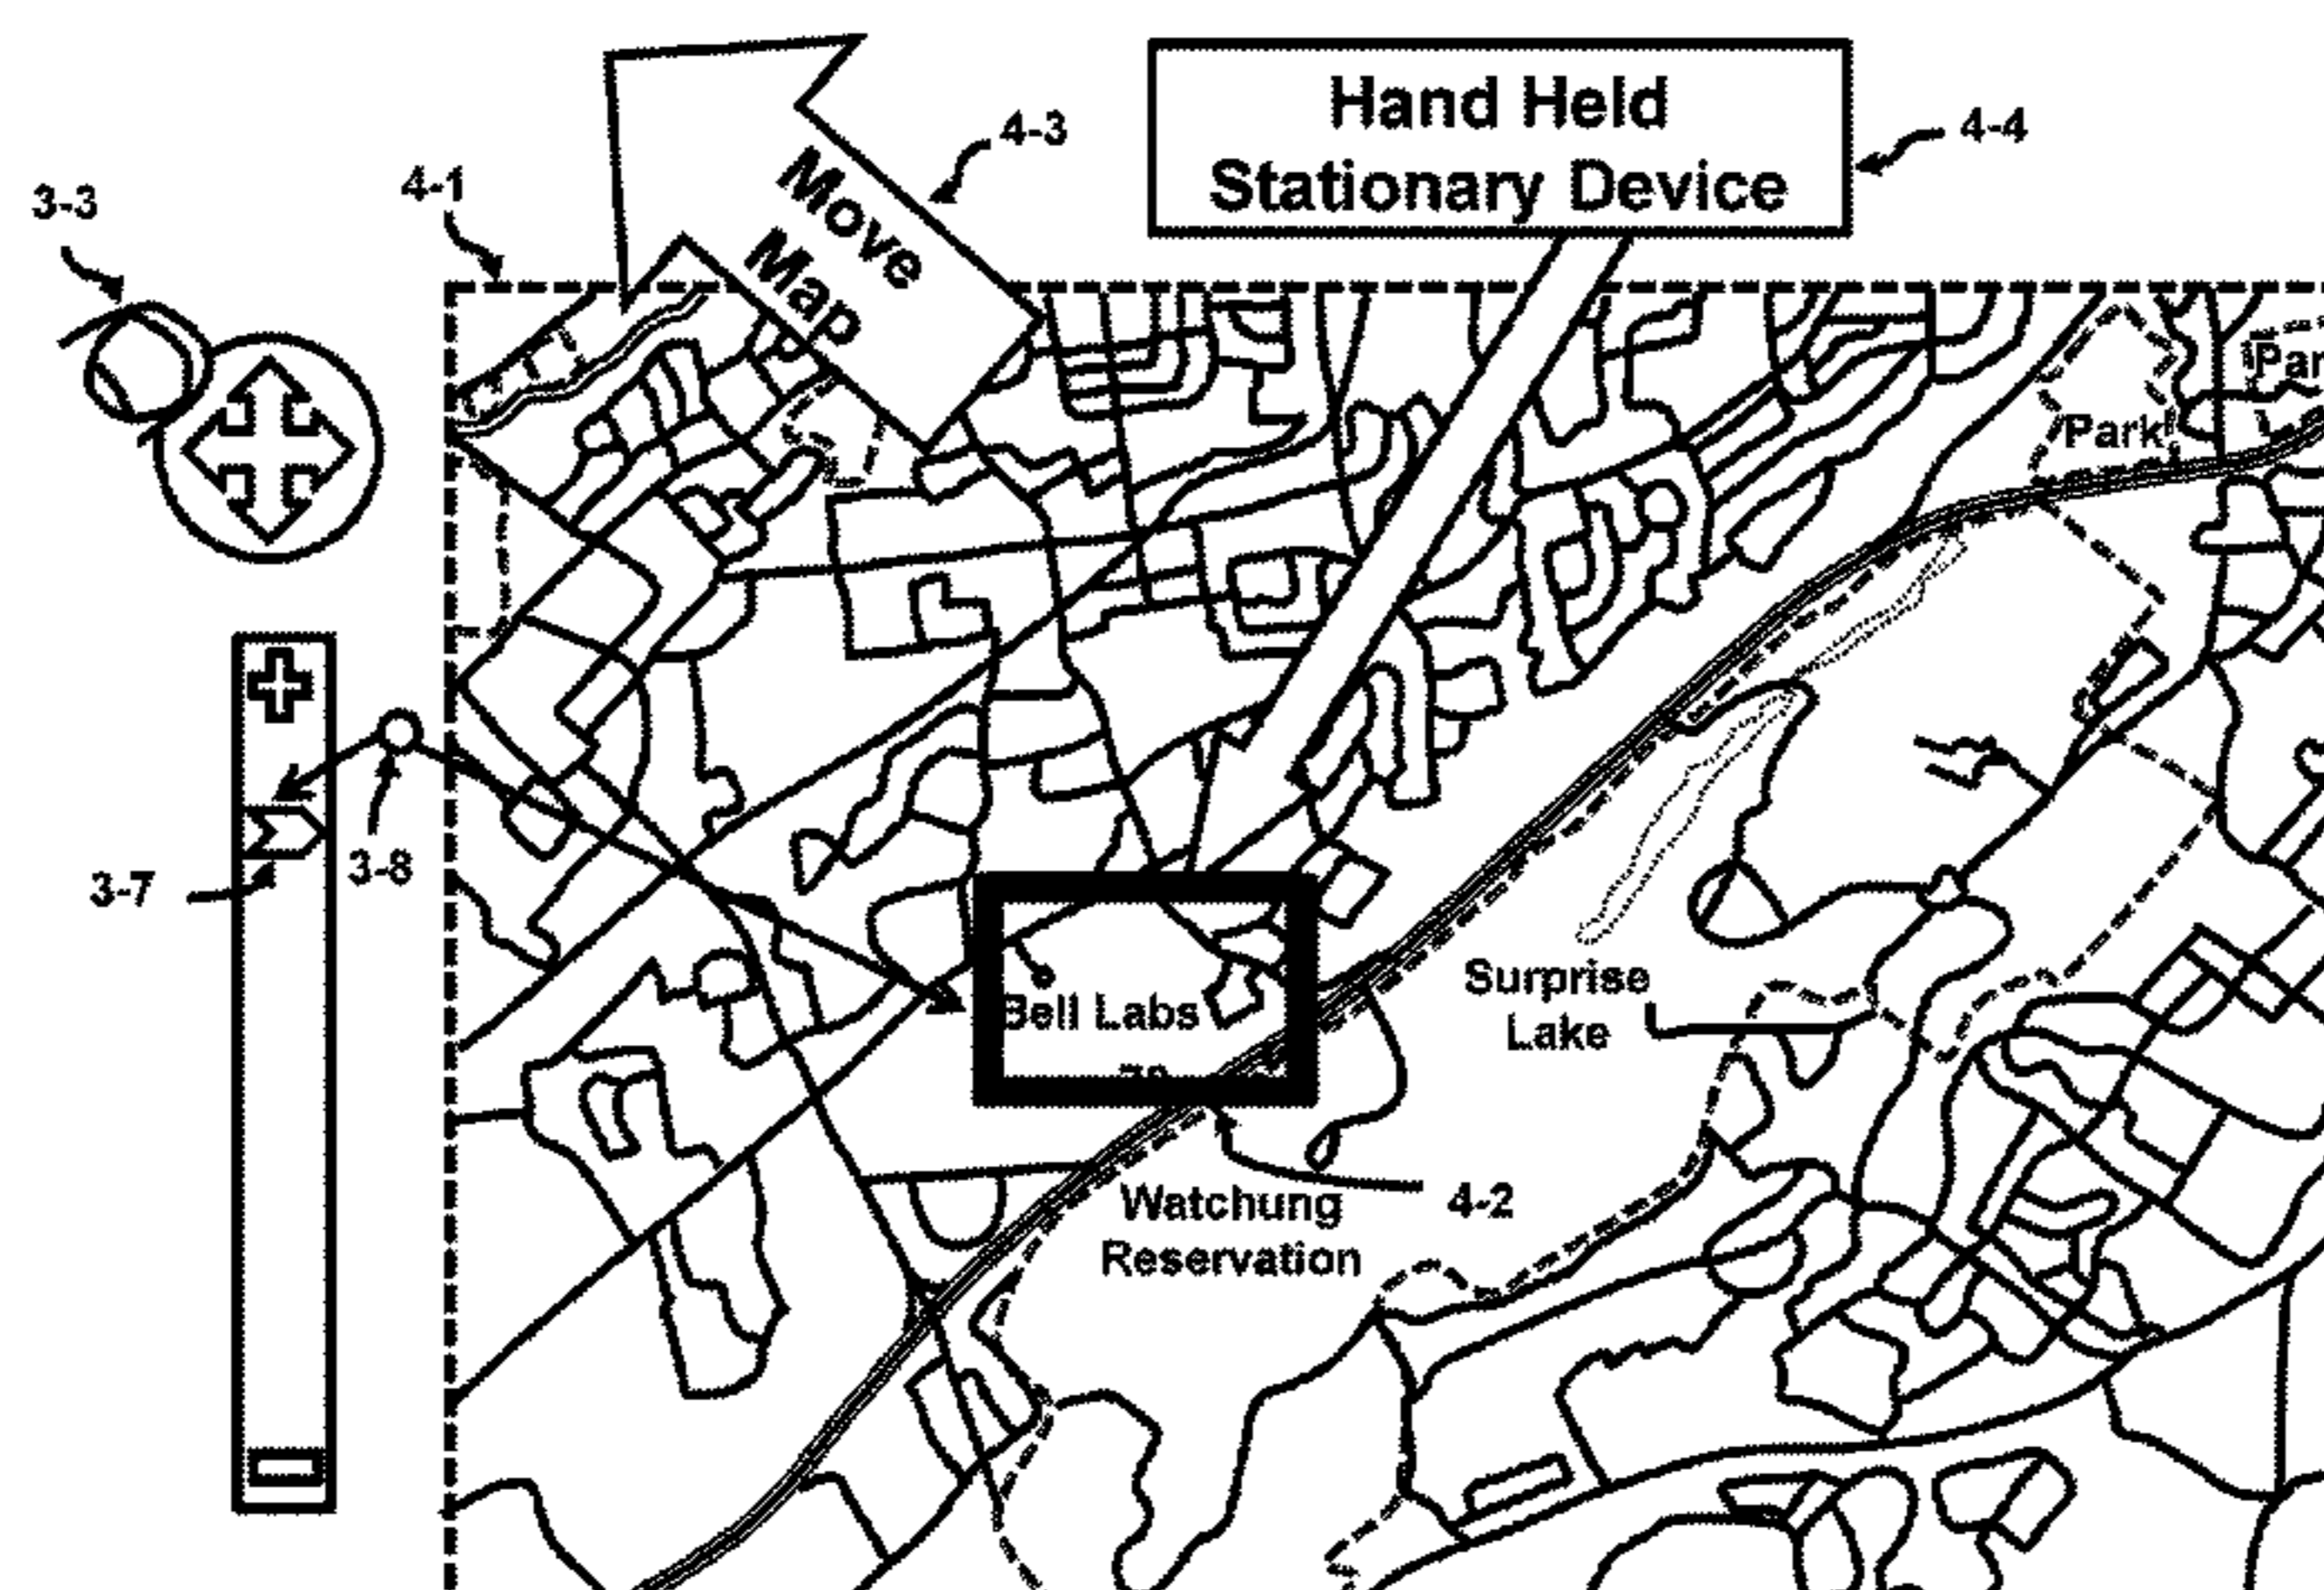 Hand Held
Stationary Device
4-4
4-3
4-1
3-3
Move
Map
Park
3-8
3-7
Bell Labs
Surprise
Lake
4-2
Watchung
Reservation